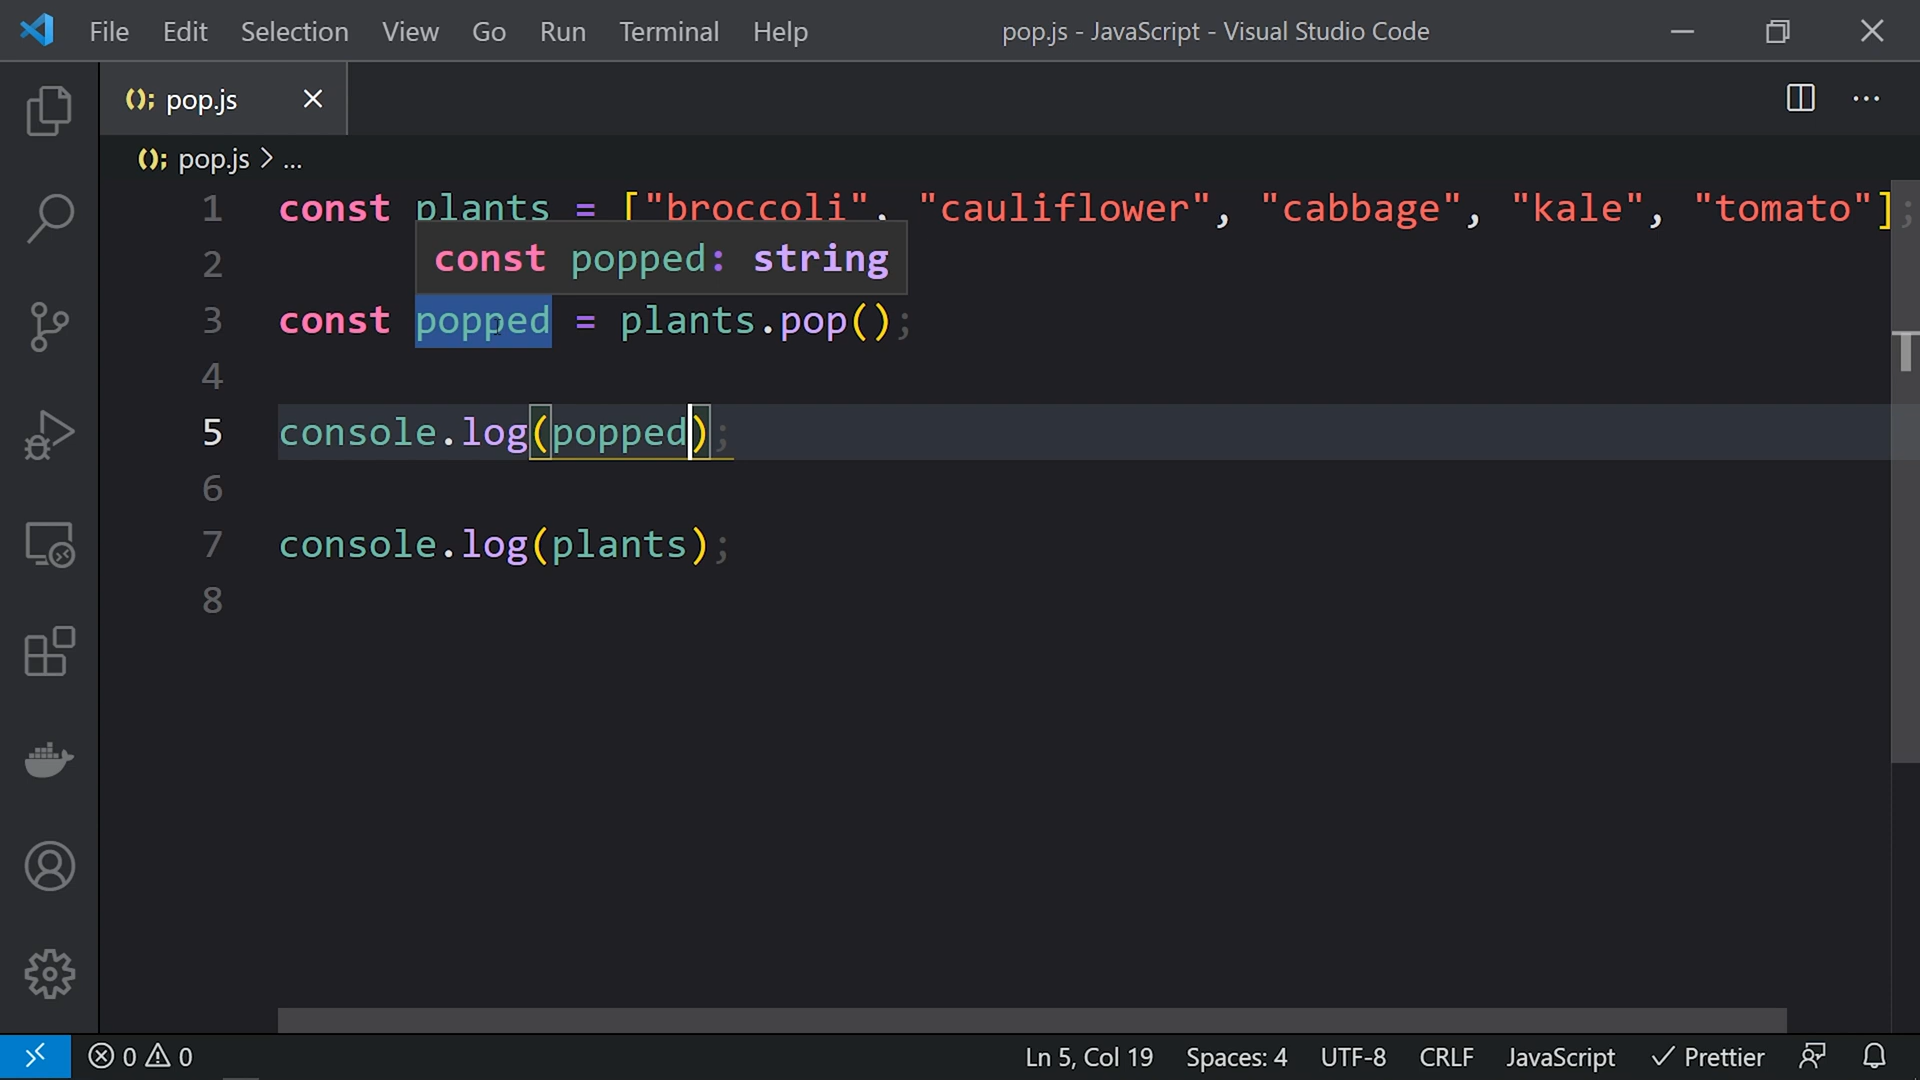 File Edit Selection View Go Run Terminal Help pop.js - JavaScript - Visual Studio Code
(); pop.js
(); pop.js > ...
1 const plants = ["broccoli", "cauliflower", "cabbage", "kale", "tomato"];
const popped: string
2
3 const popped = plants.pop();
4
5 console.log(popped);
6
7 console.log(plants);
8
0 0 Ln 5, Col 19 Spaces: 4 UTF-8 CRLF JavaScript Prettier